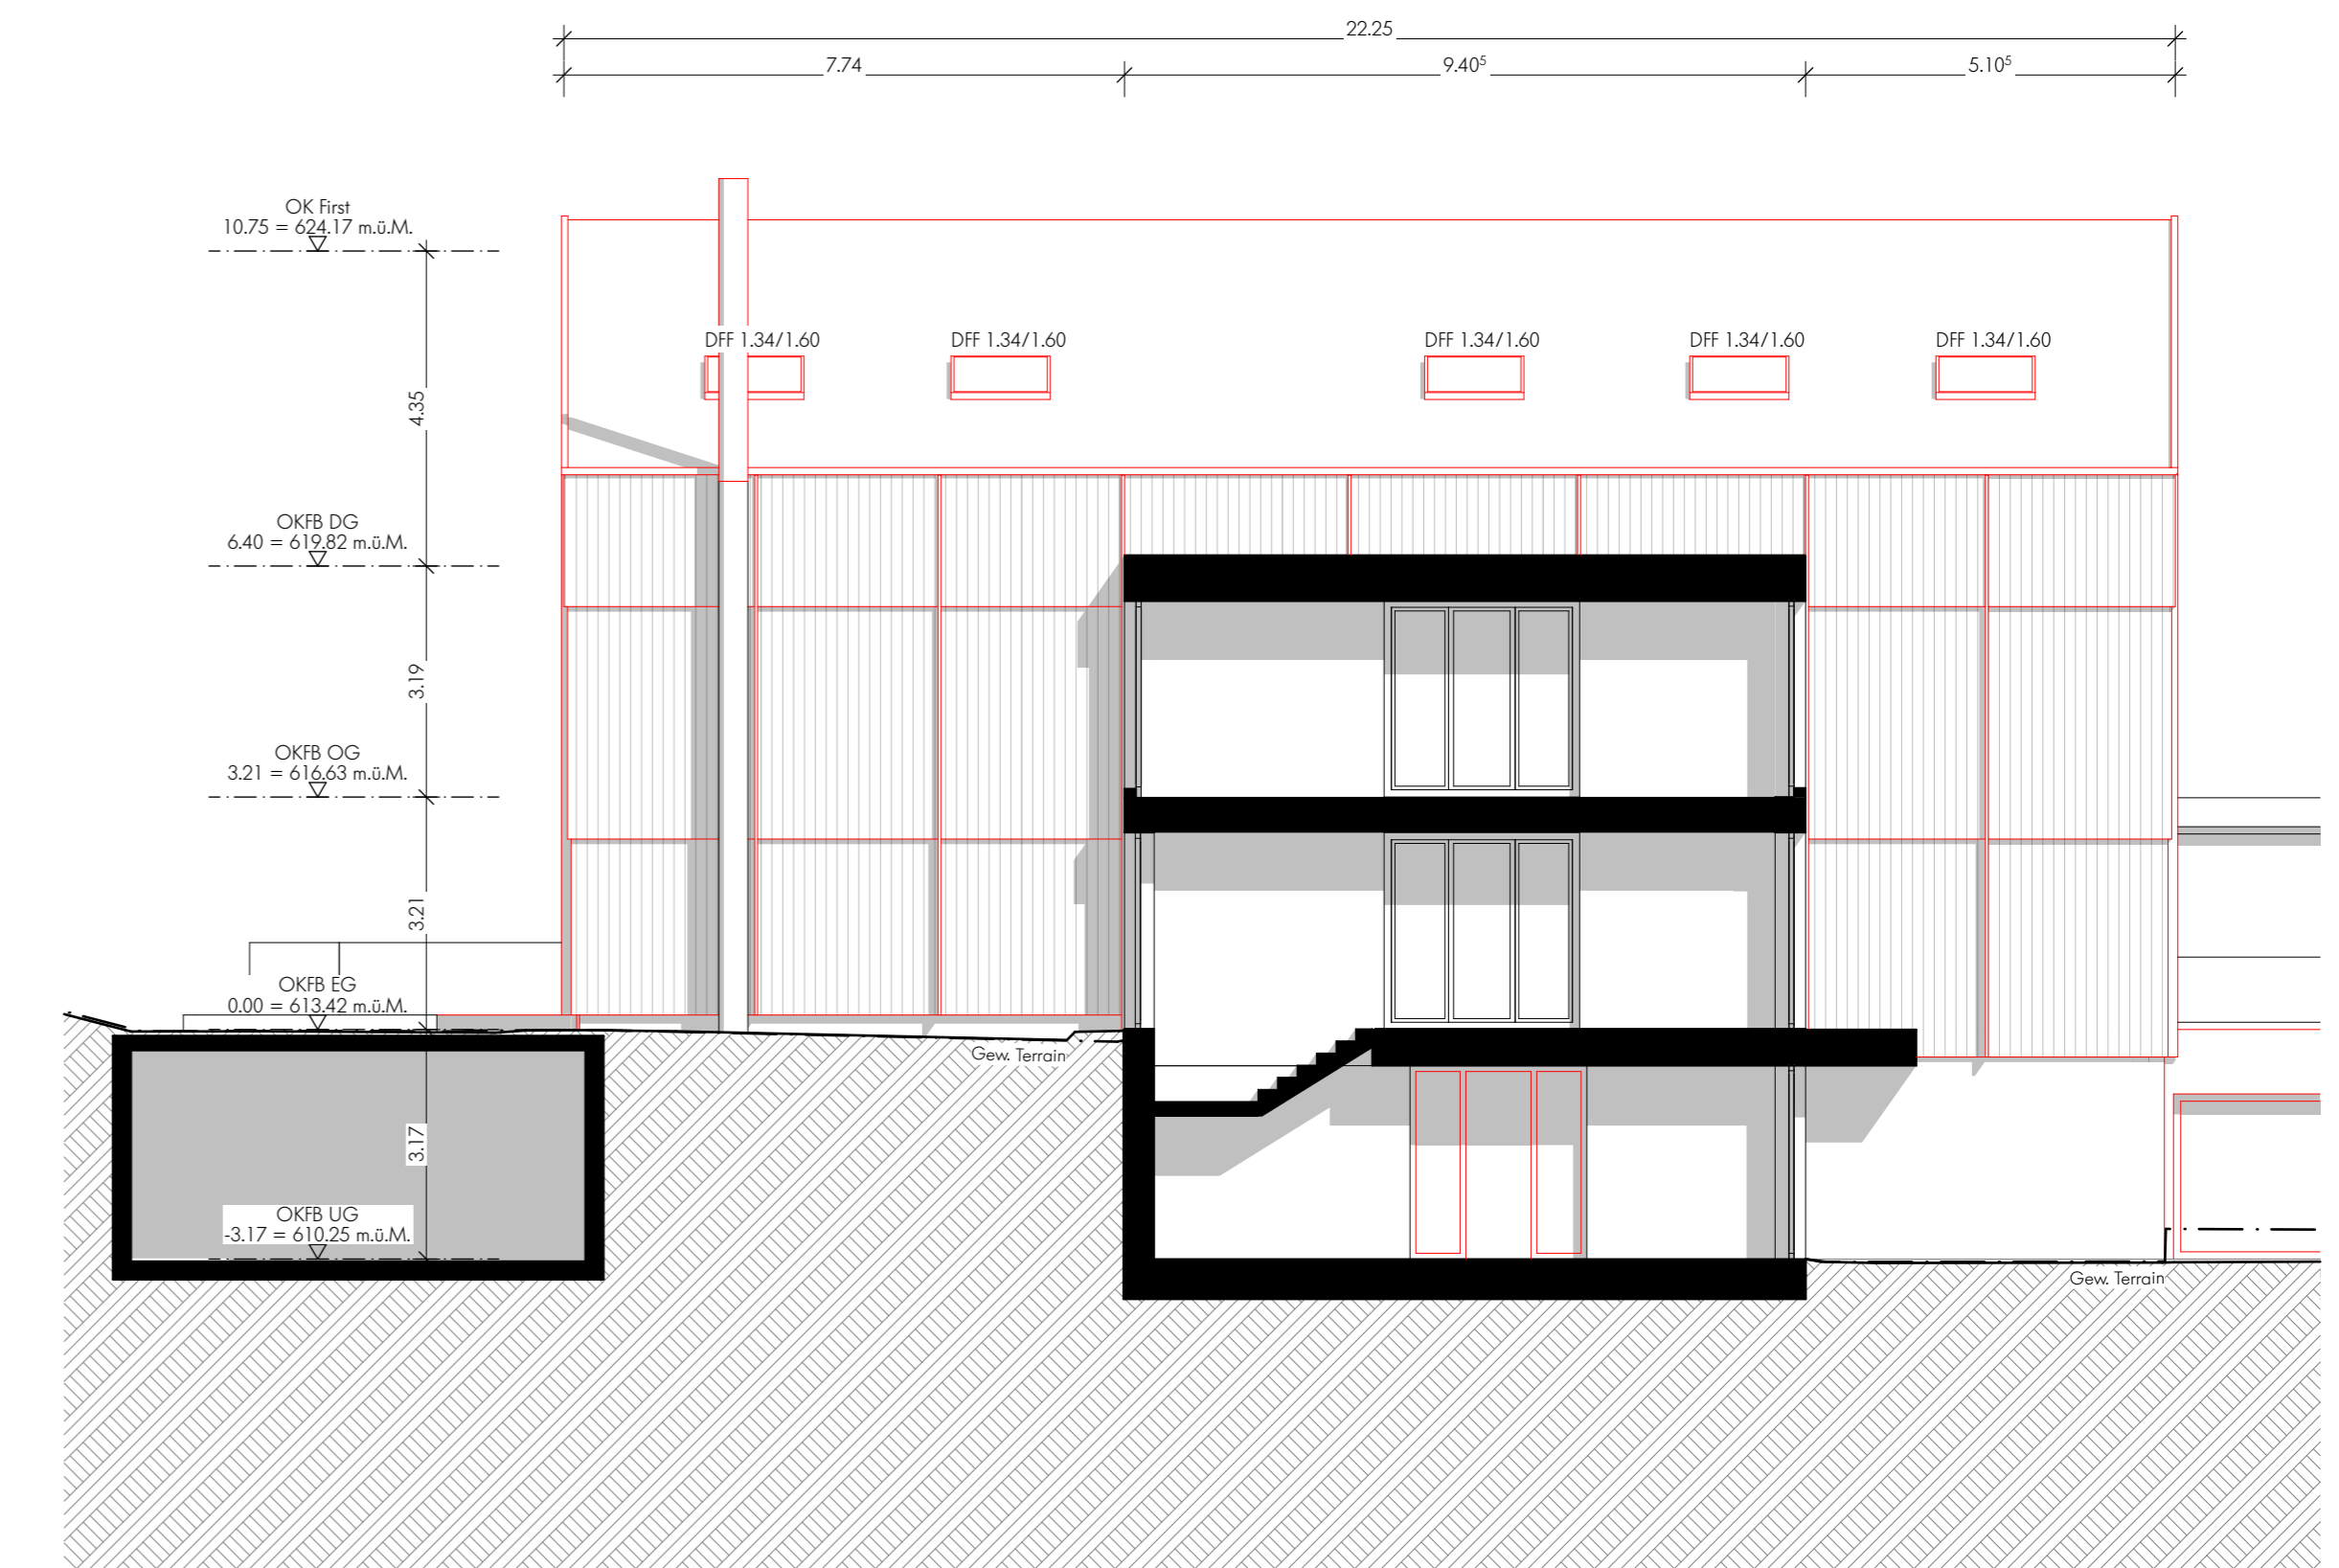 22.25
7.74
9.40⁵
5.10⁵
OK First
10.75 = 624.17 m.ü.M.
DFF 1.34/1.60
DFF 1.34/1.60
DFF 1.34/1.60
DFF 1.34/1.60
DFF 1.34/1.60
4.35
OKFB DG
6.40 = 619.82 m.ü.M.
3.19
OKFB OG
3.21 = 616.63 m.ü.M.
3.21
OKFB EG
0.00 = 613.42 m.ü.M.
Gew. Terrain
3.17
OKFB UG
-3.17 = 610.25 m.ü.M.
Gew. Terrain